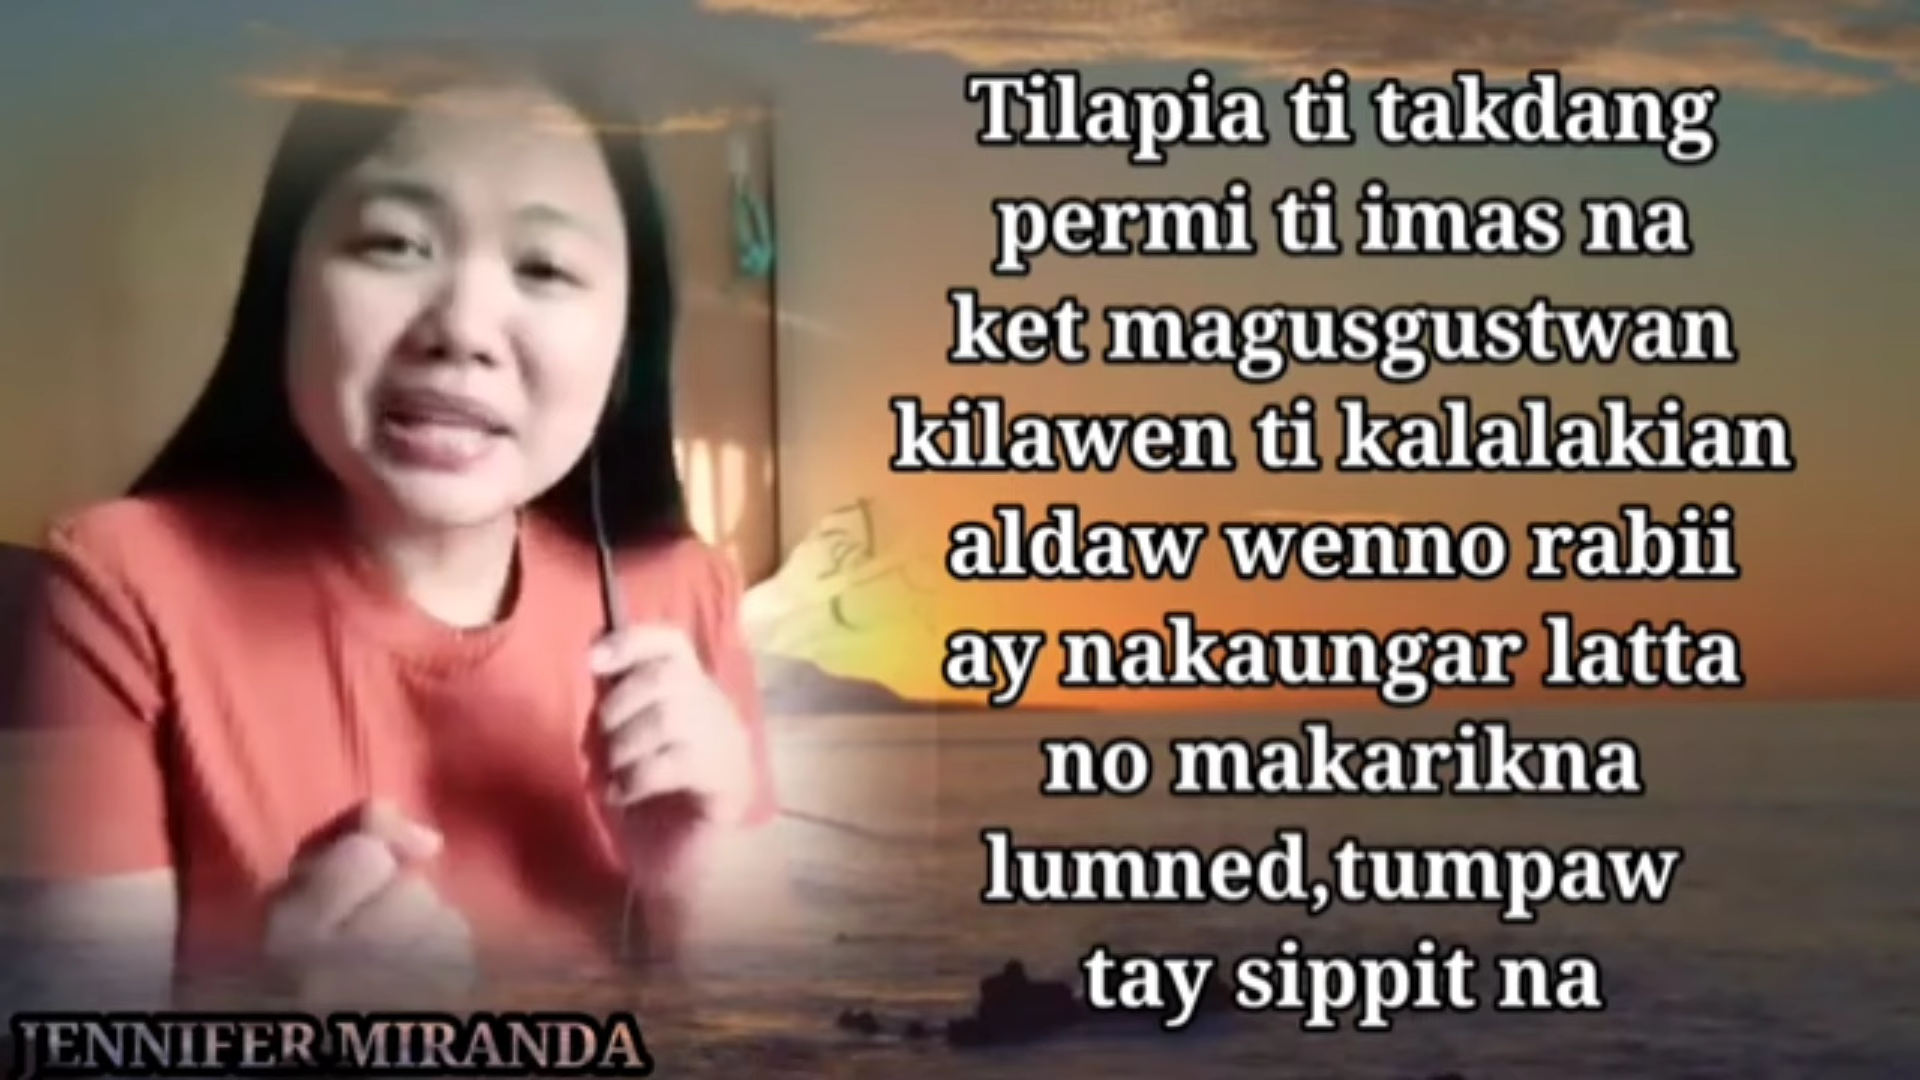 Tilapia ti takdang
permi ti imas na
ket magusgustwan
kilawen ti kalalakian
aldaw wenno rabii
ay nakaungar latta
no makarikna
lumned,tumpaw
tay sippit na
JENNIFER MIRANDA